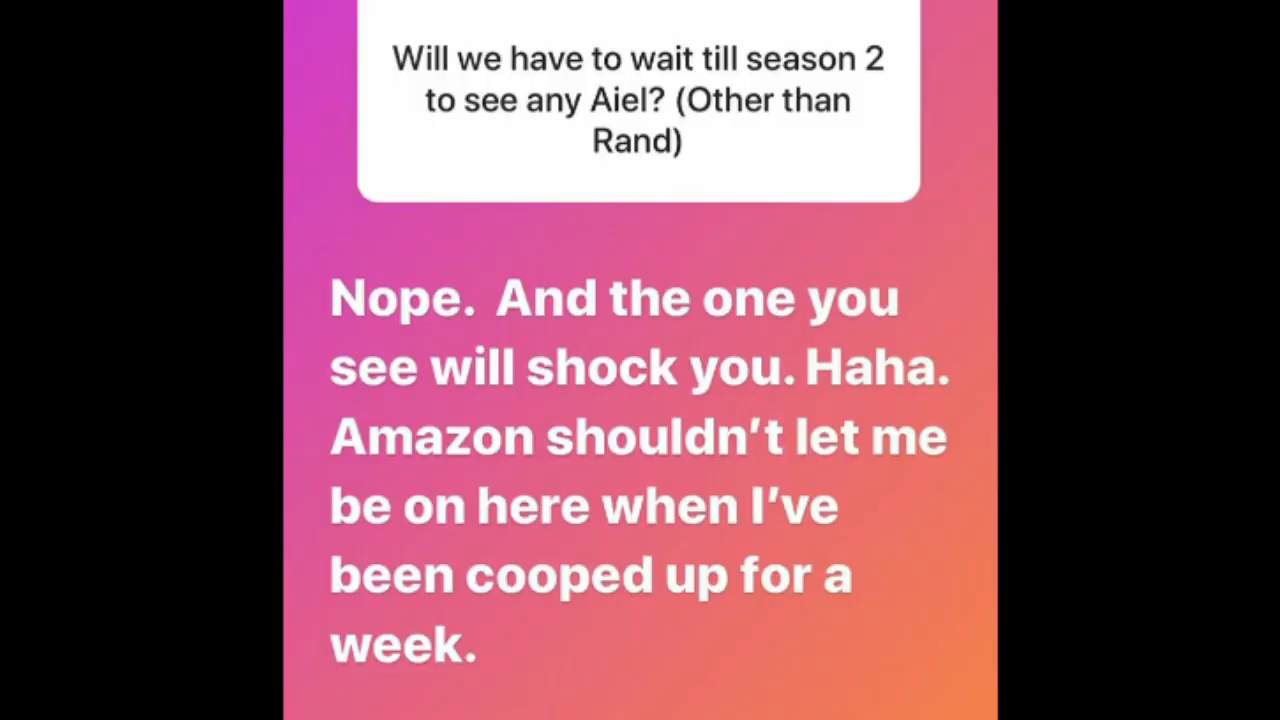 Will we have to wait till season 2
to see any Aiel? (Other than
Rand)
Nope.  And the one you
see will shock you. Haha.
Amazon shouldn’t let me
be on here when I’ve
been cooped up for a
week.